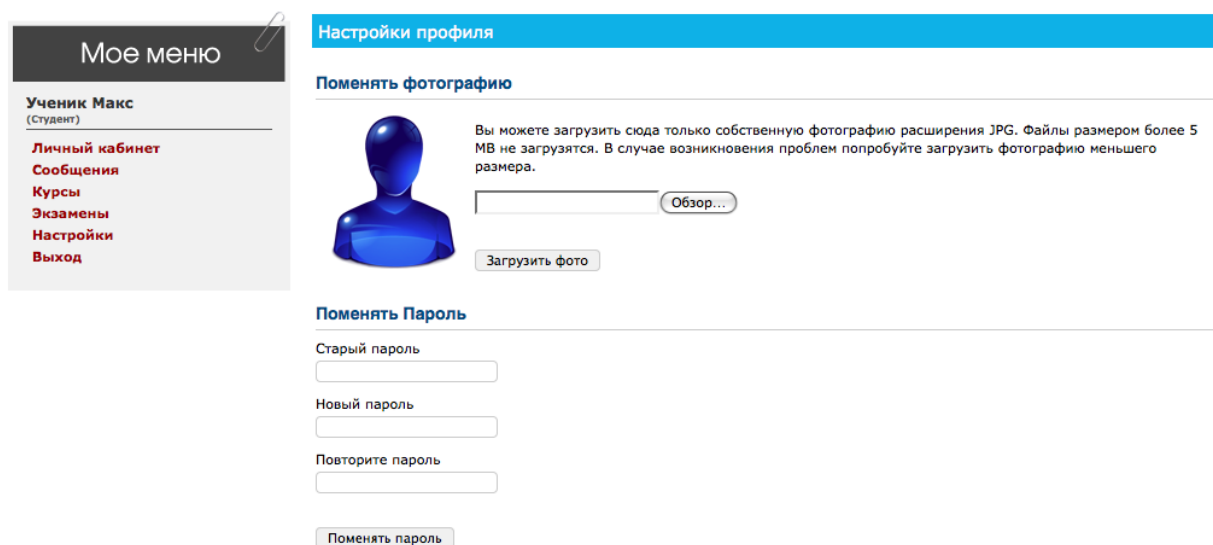 Мое меню
Ученик Макс
(Студент)
Личный кабинет
Сообщения
Курсы
Экзамены
Настройки
Выход
Настройки профиля
Поменять фотографию
Вы можете загрузить сюда только собственную фотографию расширения JPG. Файлы размером более 5
МВ не загрузятся. В случае возникновения проблем попробуйте загрузить фотографию меньшего
размера.
Обзор...
Загрузить фото
Поменять Пароль
Старый пароль
Новый пароль
Повторите пароль
Поменять пароль